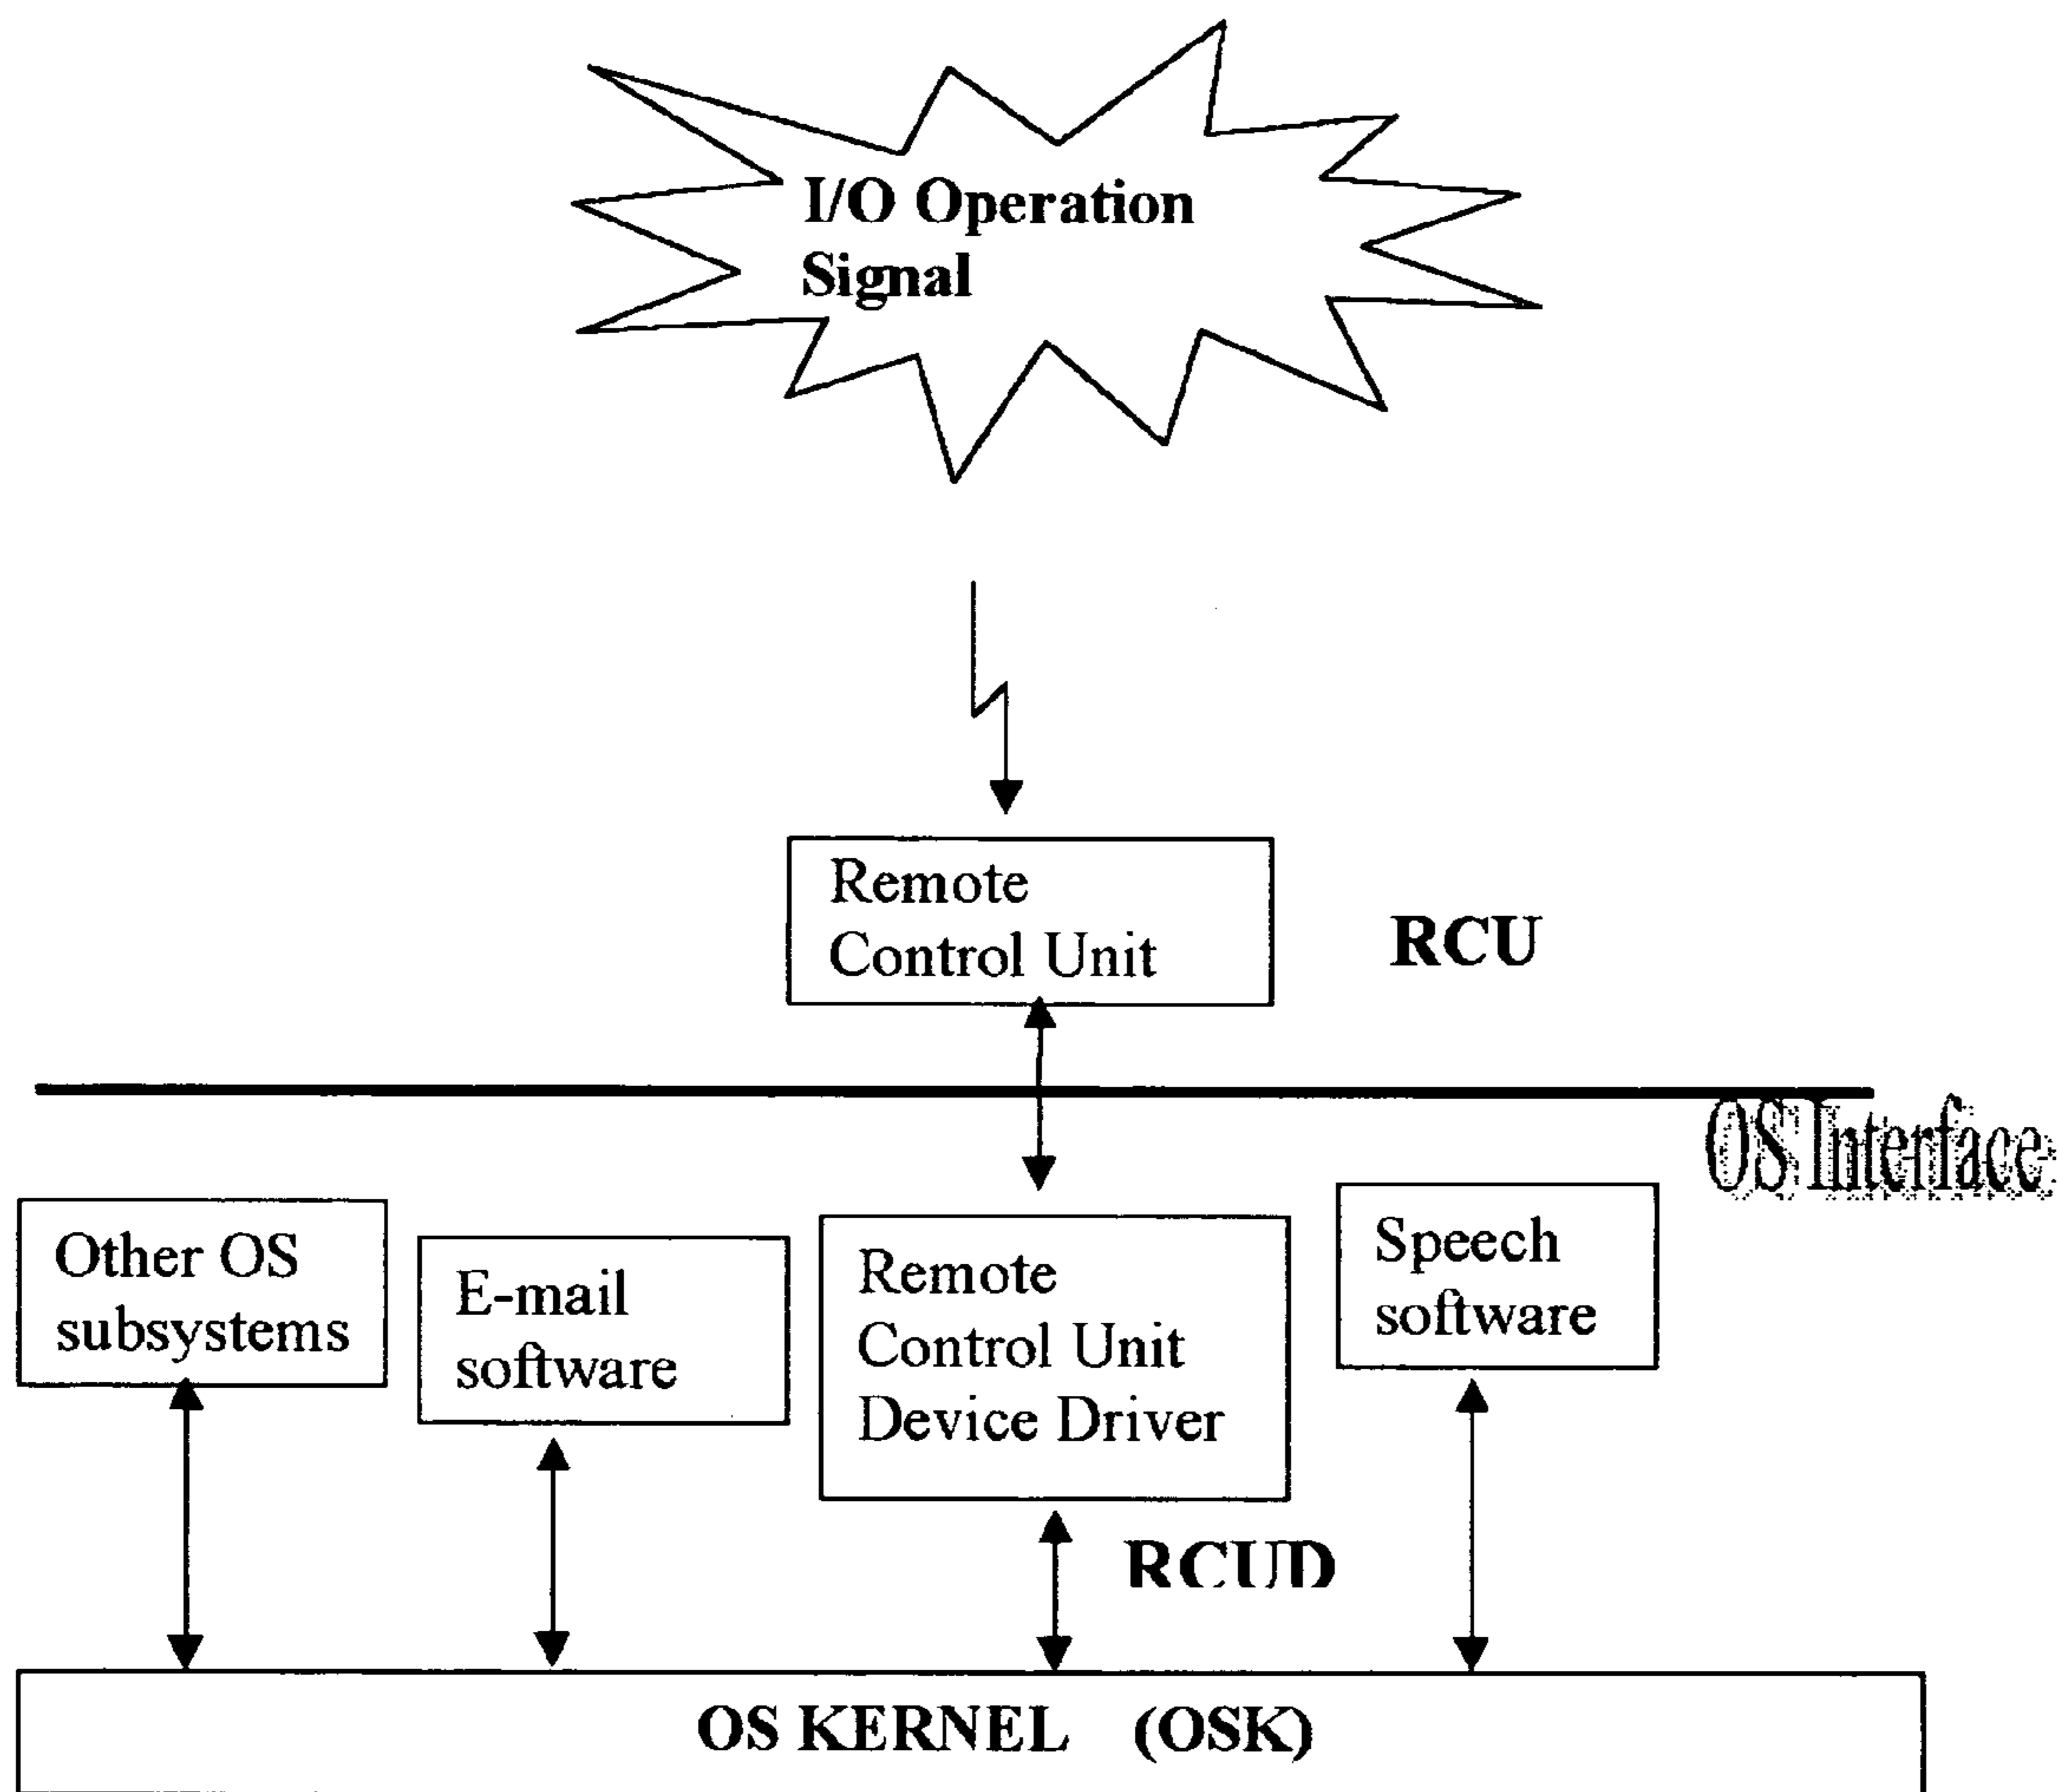 I/O Operation
Signal
Remote
Control Unit
RCU
OS Interface
Other OS
subsystems
E-mail
software
Remote
Control Unit
Device Driver
Speech
software
RCUD
OS KERNEL (OSK)